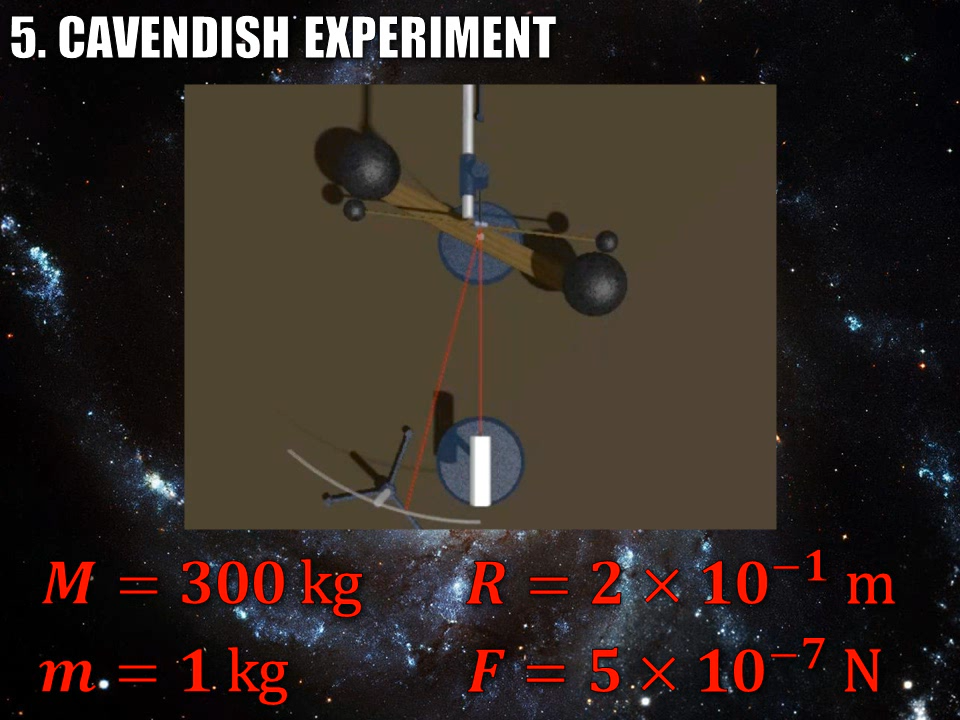 5. CAVENDISH EXPERIMENT
M = 300 kg
R = 2 × 10⁻¹ m
m = 1 kg
F = 5 × 10⁻⁷ N